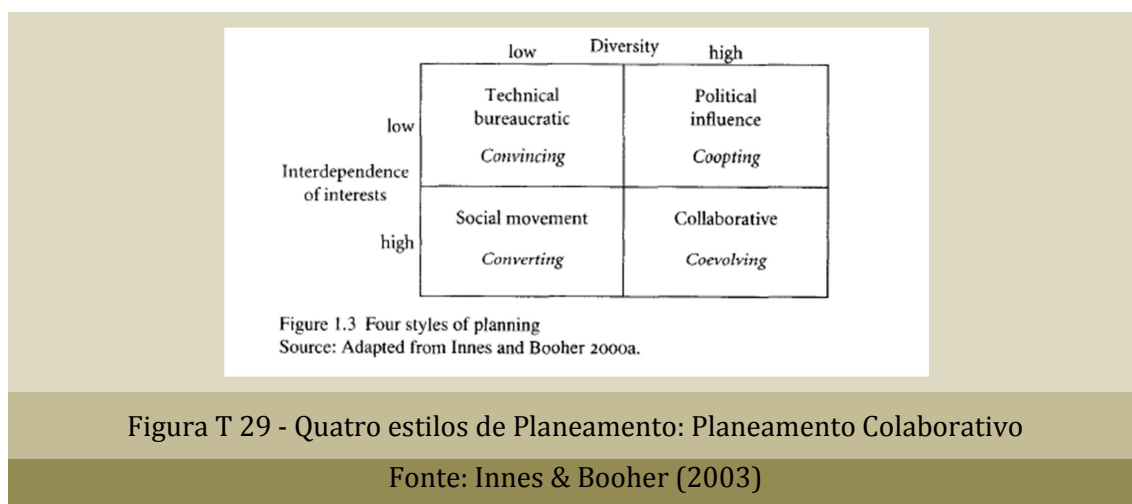 low Diversity high
Technical
bureaucratic
Convincing
Political
influence
Coopting
low
Interdependence
of interests
high
Social movement
Converting
Collaborative
Coevolving
Figure 1.3 Four styles of planning
Source: Adapted from Innes and Booher 2000a.
Figura T 29 - Quatro estilos de Planeamento: Planeamento Colaborativo
Fonte: Innes & Booher (2003)